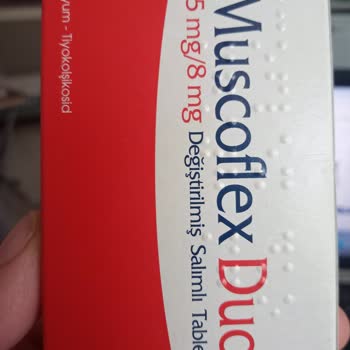 Muscoflex Duo
5 mg/8 mg Değiştirilmiş Salımlı Table
yum - Tiyokolşikosid